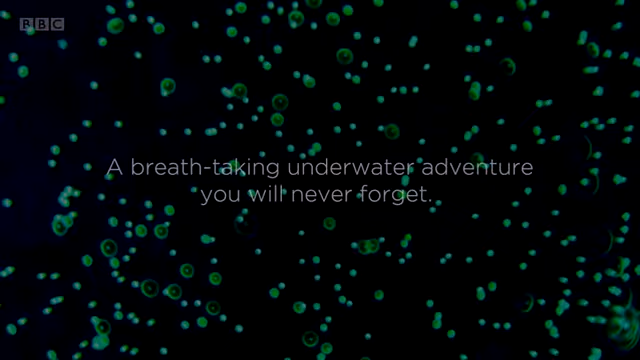 BBC
A breath-taking underwater adventure
you will never forget.